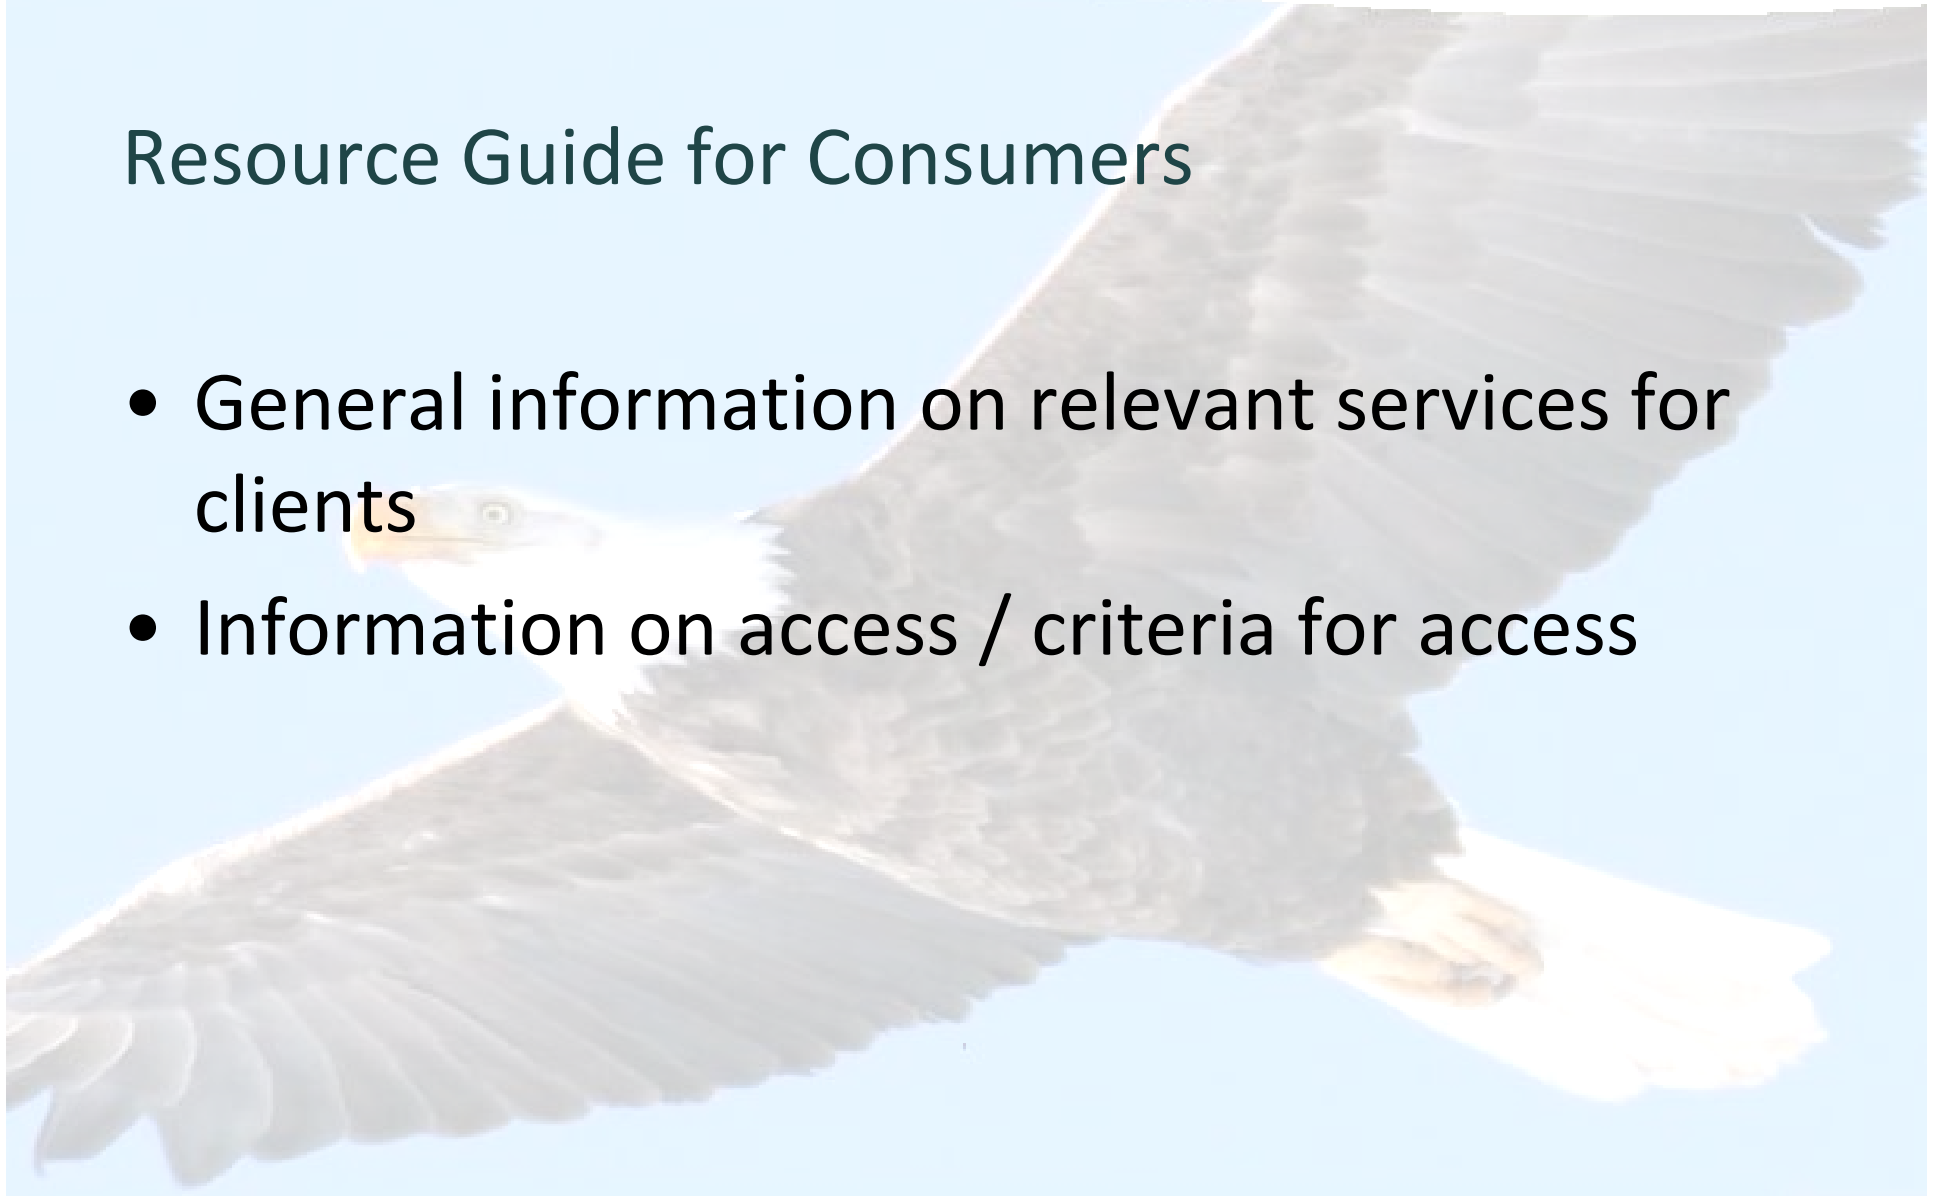 Resource Guide for Consumers
• General information on relevant services for
clients
• Information on access / criteria for access